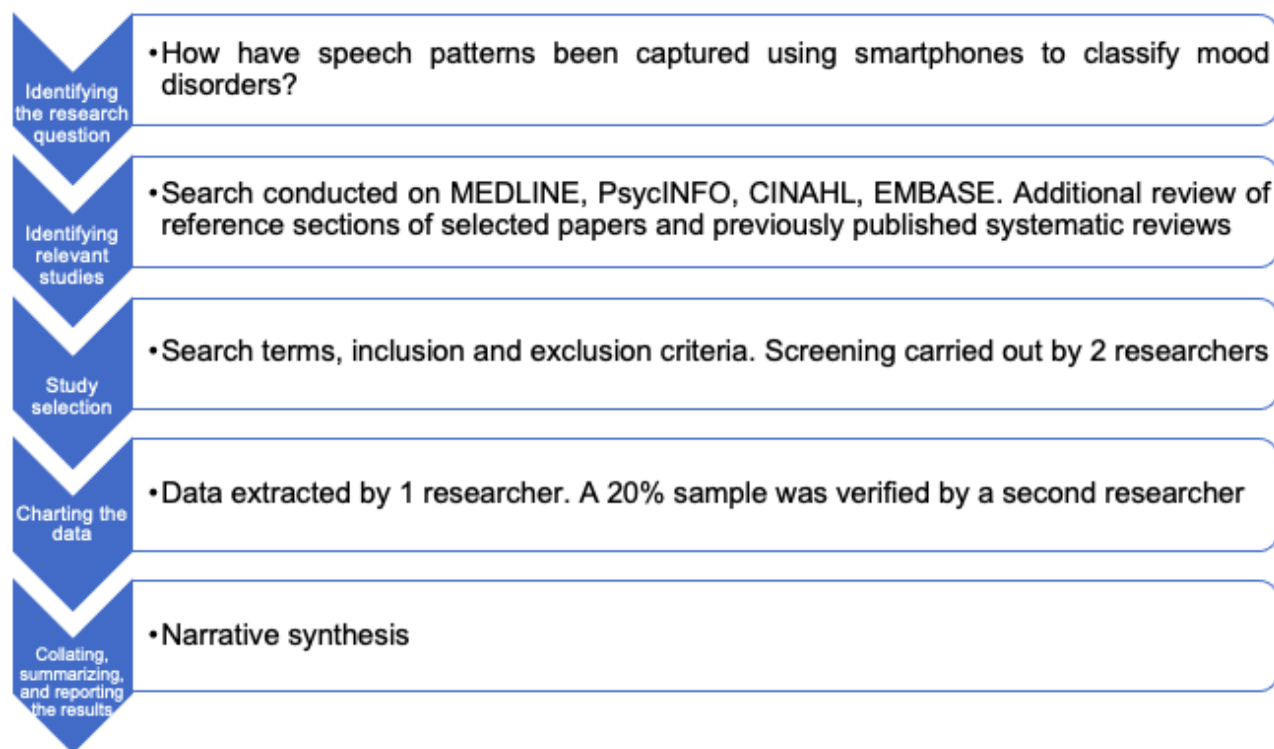 Identifying
the research
question
•How have speech patterns been captured using smartphones to classify mood
disorders?
Identifying
relevant
studies
•Search conducted on MEDLINE, PsycINFO, CINAHL, EMBASE. Additional review of
reference sections of selected papers and previously published systematic reviews
Study
selection
•Search terms, inclusion and exclusion criteria. Screening carried out by 2 researchers
Charting the
data
•Data extracted by 1 researcher. A 20% sample was verified by a second researcher
Collating,
summarizing,
and reporting
the results
•Narrative synthesis